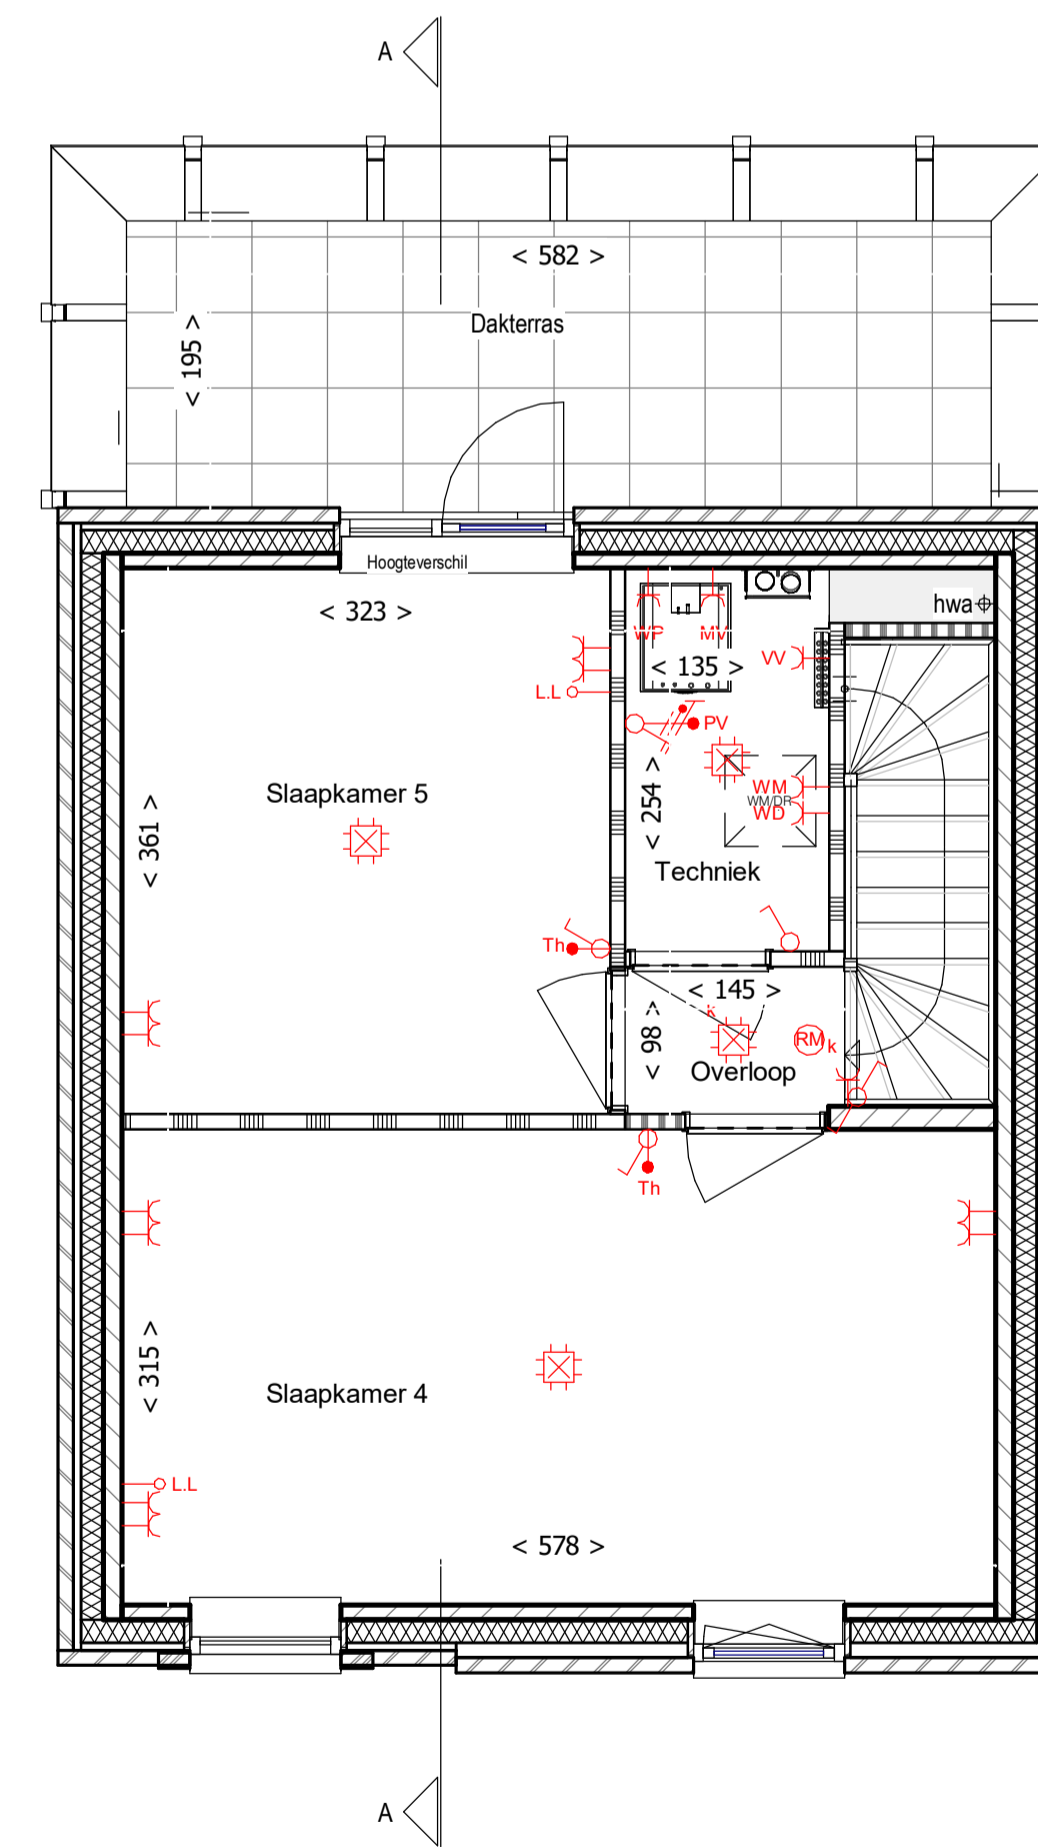 A
< 582 >
Dakterras
< 195 >
Hoogteverschil
< 323 >
hwa
WP
MV
VV
< 135 >
L.L
PV
Slaapkamer 5
< 361 >
< 254 >
WM
WM/DR
WD
Techniek
Th
< 145 >
k
< 98 >
RM
k
Overloop
Th
< 315 >
Slaapkamer 4
L.L
< 578 >
A